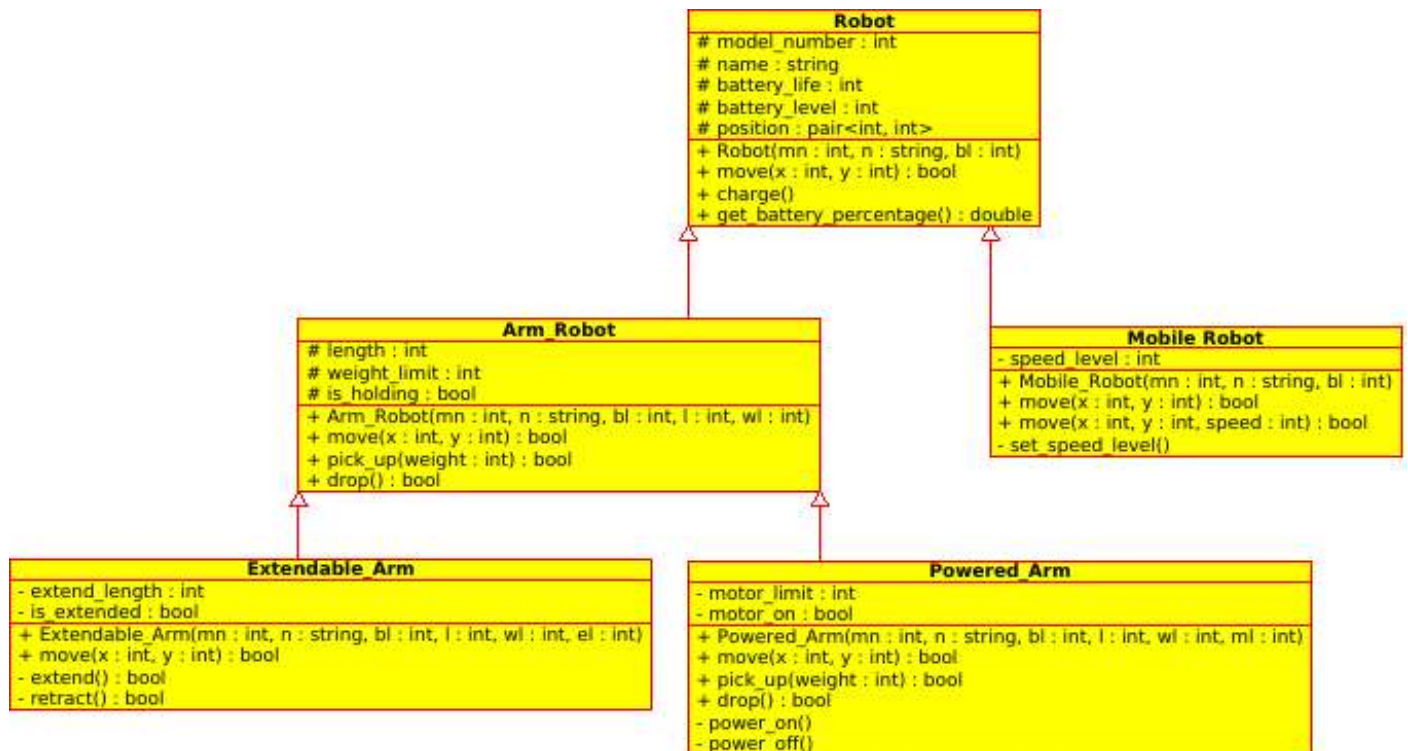 Robot
# model_number : int
# name : string
# battery_life : int
# battery_level : int
# position : pair<int, int>
+ Robot(mn : int, n : string, bl : int)
+ move(x : int, y : int) : bool
+ charge()
+ get_battery_percentage() : double
Arm_Robot
# length : int
# weight_limit : int
# is_holding : bool
+ Arm_Robot(mn : int, n : string, bl : int, l : int, wl : int)
+ move(x : int, y : int) : bool
+ pick_up(weight : int) : bool
+ drop() : bool
Mobile Robot
- speed_level : int
+ Mobile_Robot(mn : int, n : string, bl : int)
+ move(x : int, y : int) : bool
+ move(x : int, y : int, speed : int) : bool
- set_speed_level()
Extendable_Arm
- extend_length : int
- is_extended : bool
+ Extendable_Arm(mn : int, n : string, bl : int, l : int, wl : int, el : int)
+ move(x : int, y : int) : bool
- extend() : bool
- retract() : bool
Powered_Arm
- motor_limit : int
- motor_on : bool
+ Powered_Arm(mn : int, n : string, bl : int, l : int, wl : int, ml : int)
+ move(x : int, y : int) : bool
+ pick_up(weight : int) : bool
+ drop() : bool
- power_on()
- power_off()